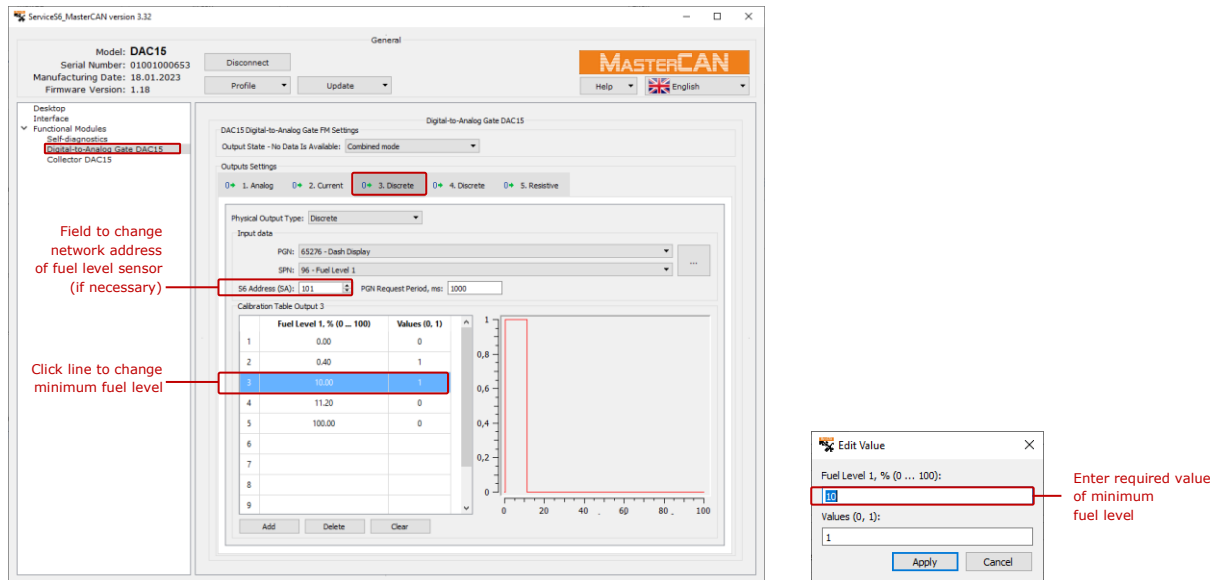 ServiceS6_MasterCAN version 3.32
General
Model: DAC15
Serial Number: 01001000653
Manufacturing Date: 18.01.2023
Firmware Version: 1.18
Disconnect
Profile
Update
MASTERCAN
Help
English
Desktop
Interface
Functional Modules
Self-diagnostics
Digital-to-Analog Gate DAC15
Collector DAC15
Digital-to-Analog Gate DAC15
DAC15 Digital-to-Analog Gate FM Settings
Output State - No Data Is Available: Combined mode
Outputs Settings
1. Analog
2. Current
3. Discrete
4. Discrete
5. Resistive
Physical Output Type: Discrete
Input data
PGN: 65276 - Dash Display
SPN: 96 - Fuel Level 1
...
S6 Address (SA): 101
PGN Request Period, ms: 1000
Calibration Table Output 3
Fuel Level 1, % (0 ... 100) Values (0, 1)
1 0.00 0
2 0.40 1
3 10.00 1
4 11.20 0
5 100.00 0
6
7
8
9
Add
Delete
Clear
1
0,8
0,6
0,4
0,2
0
0 20 40 . 60 80 . 100
Field to change
network address
of fuel level sensor
(if necessary)
Click line to change
minimum fuel level
Edit Value
Fuel Level 1, % (0 ... 100):
10
Values (0, 1):
1
Apply
Cancel
Enter required value
of minimum
fuel level